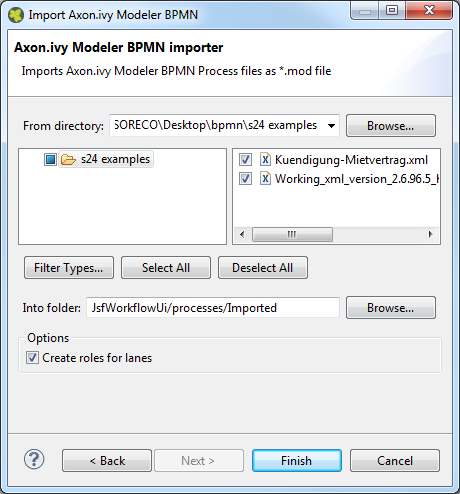 Import Axon.ivy Modeler BPMN
Axon.ivy Modeler BPMN importer
Imports Axon.ivy Modeler BPMN Process files as *.mod file
From directory: SORECO\Desktop\bpmn\s24 examples Browse...
s24 examples
Kuendigung-Mietvertrag.xml
Working_xml_version_2.6.96.5_
Filter Types... Select All Deselect All
Into folder: JsfWorkflowUi/processes/Imported Browse...
Options
Create roles for lanes
? < Back Next > Finish Cancel